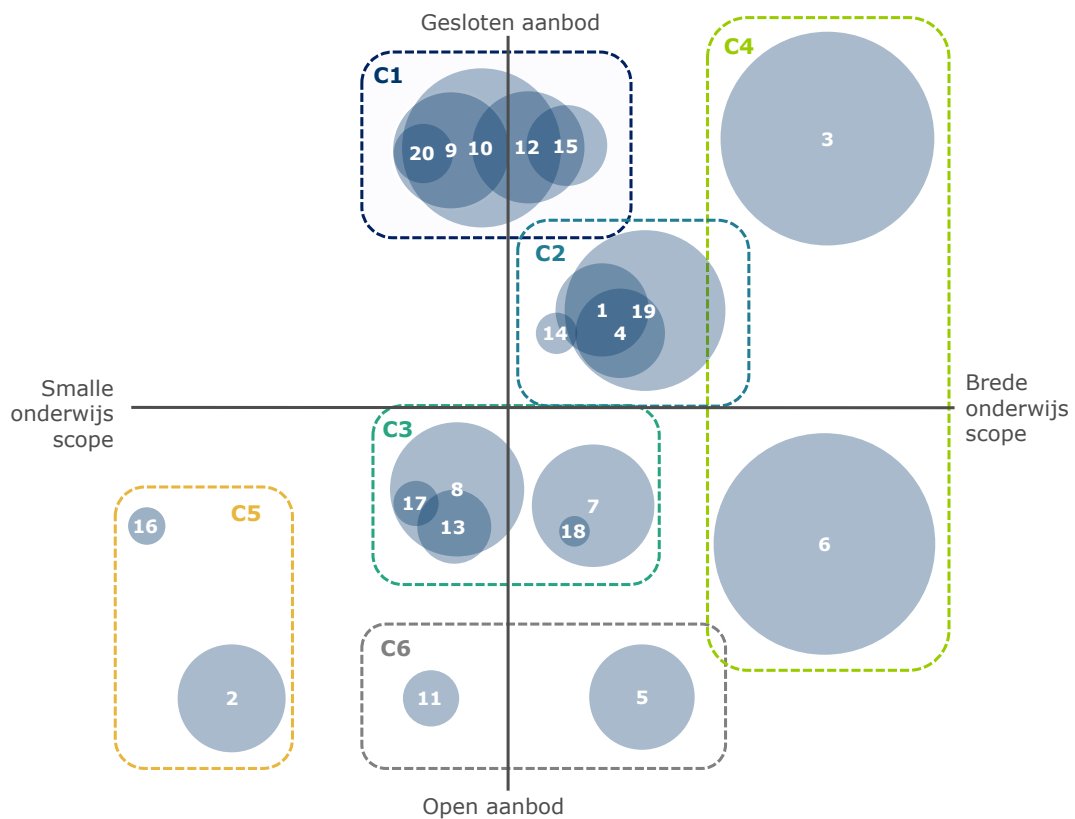 Gesloten aanbod
C1
C4
20
9
10
12
15
3
C2
1
19
14
4
Smalle
onderwijs
scope
Brede
onderwijs
scope
C3
8
17
13
7
18
C5
16
6
C6
2
11
5
Open aanbod